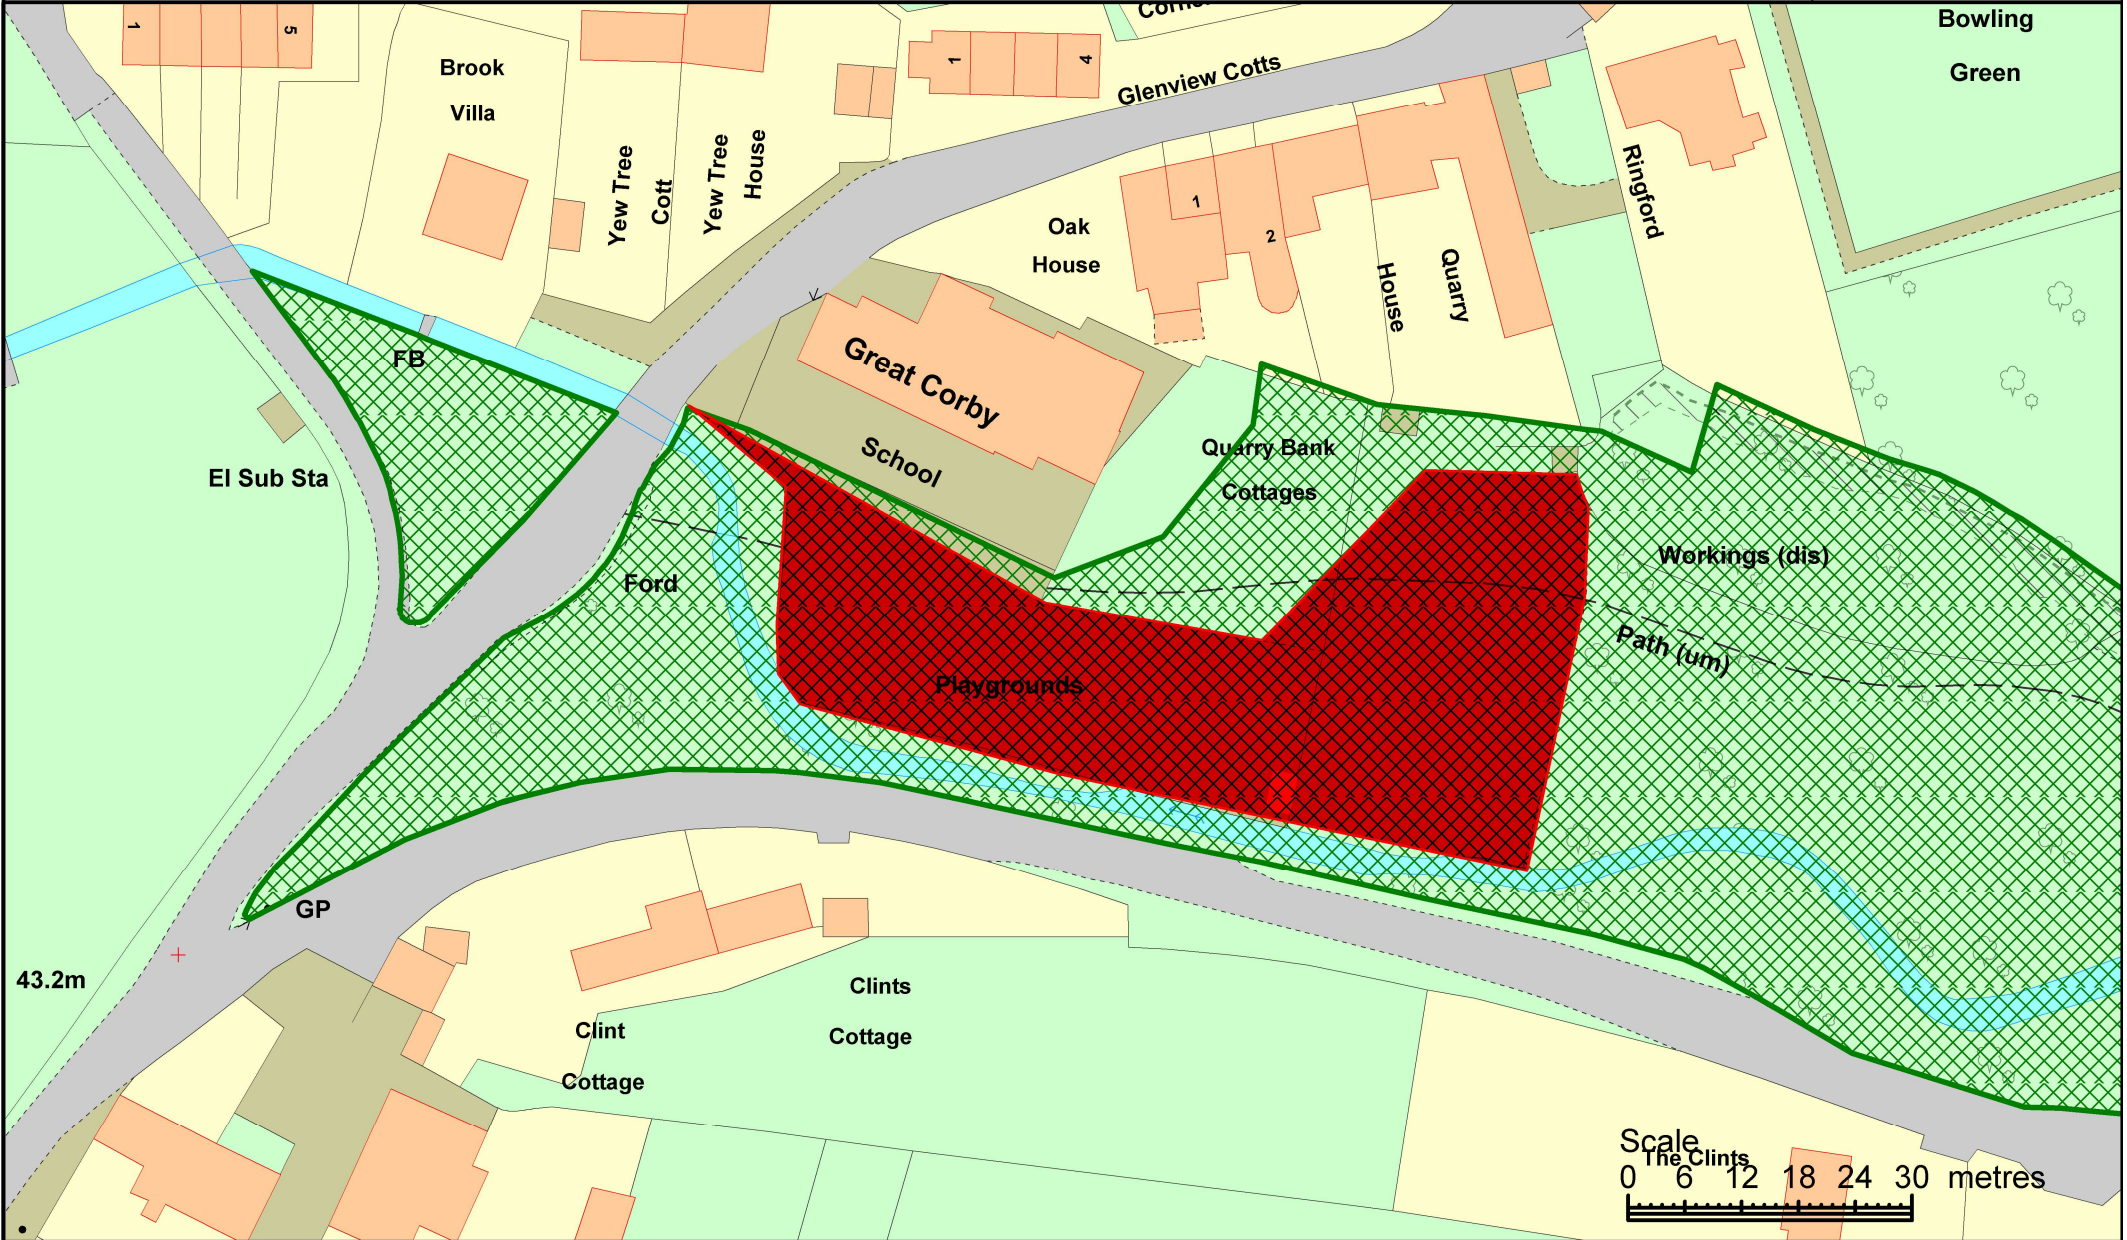 1
5
Brook
Villa
Yew Tree
Cott
Yew Tree
House
1
4
Glenview Cotts
Bowling
Green
Ringford
Oak
House
1
2
House
Quarry
FB
Great Corby
School
El Sub Sta
Quarry Bank
Cottages
Ford
Workings (dis)
Path (um)
Playgrounds
GP
43.2m
Clints
Cottage
Clint
Cottage
Scale
The Clints
0 6 12 18 24 30 metres